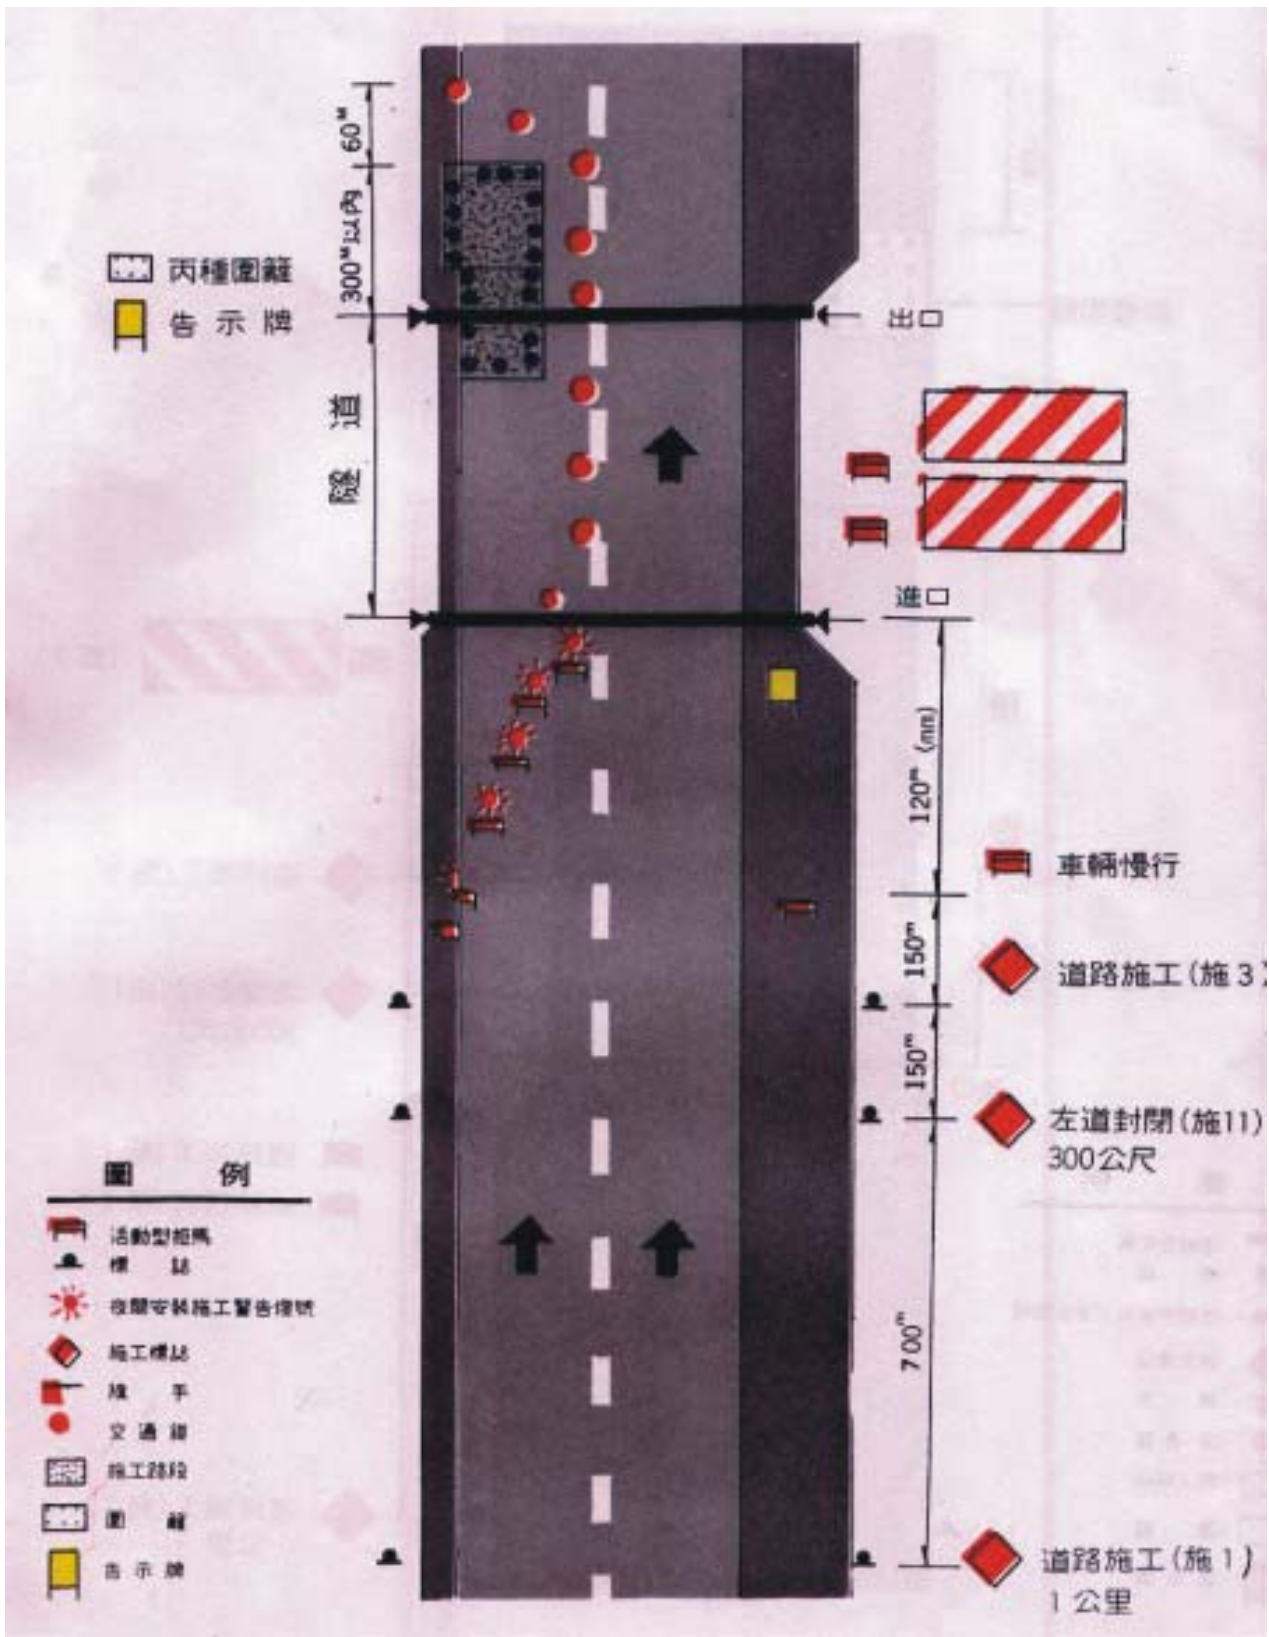 60M
300M以內
丙種圍籬
告示牌
出口
隧道
進口
120m (mm)
車輛慢行
150m
道路施工(施3)
150m
左道封閉(施11)
300公尺
700m
道路施工(施1)
1公里
圖例
活動型拒馬
標誌
夜間安裝施工警告燈號
施工標誌
旗手
交通錐
施工路段
圍籬
告示牌